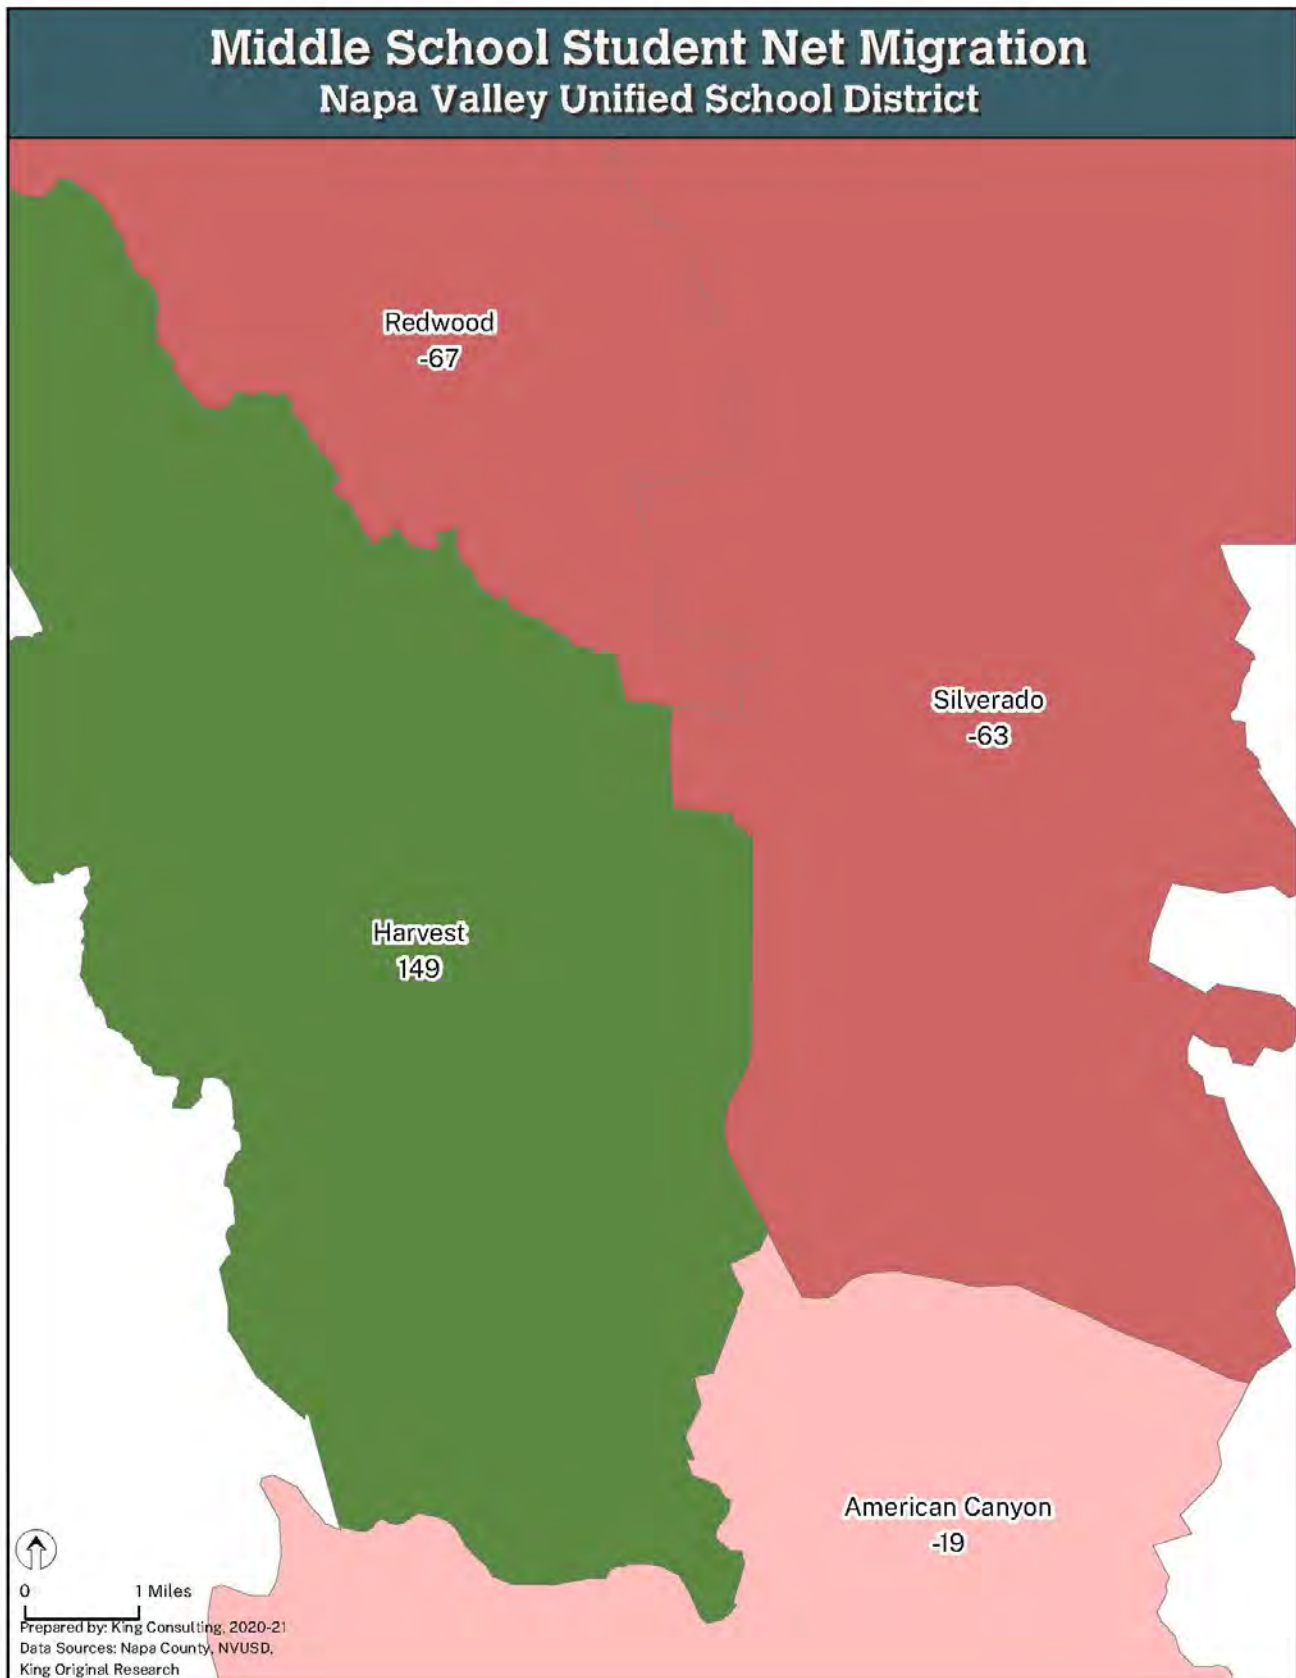 Middle School Student Net Migration
Napa Valley Unified School District
Redwood
-67
Silverado
-63
Harvest
149
American Canyon
-19
0 1 Miles
Prepared by: King Consulting, 2020-21
Data Sources: Napa County, NVUSD,
King Original Research